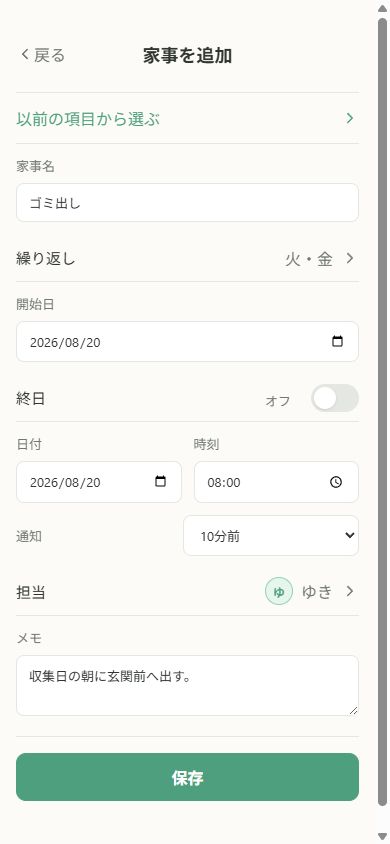 戻る 家事を追加
以前の項目から選ぶ
家事名
ゴミ出し
繰り返し 火・金
開始日
2026/08/20
終日 オフ
日付 時刻
2026/08/20 08:00
通知 10分前
担当 ゆ ゆき
メモ
収集日の朝に玄関前へ出す。
保存